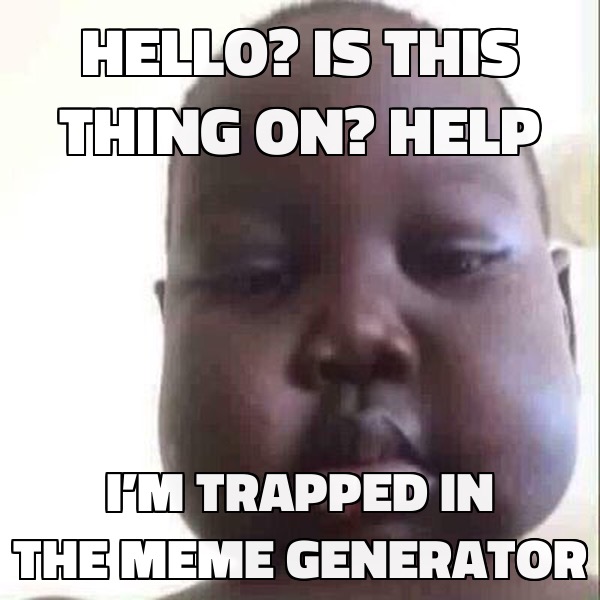 HELLO? IS THIS
THING ON? HELP
I'M TRAPPED IN
THE MEME GENERATOR